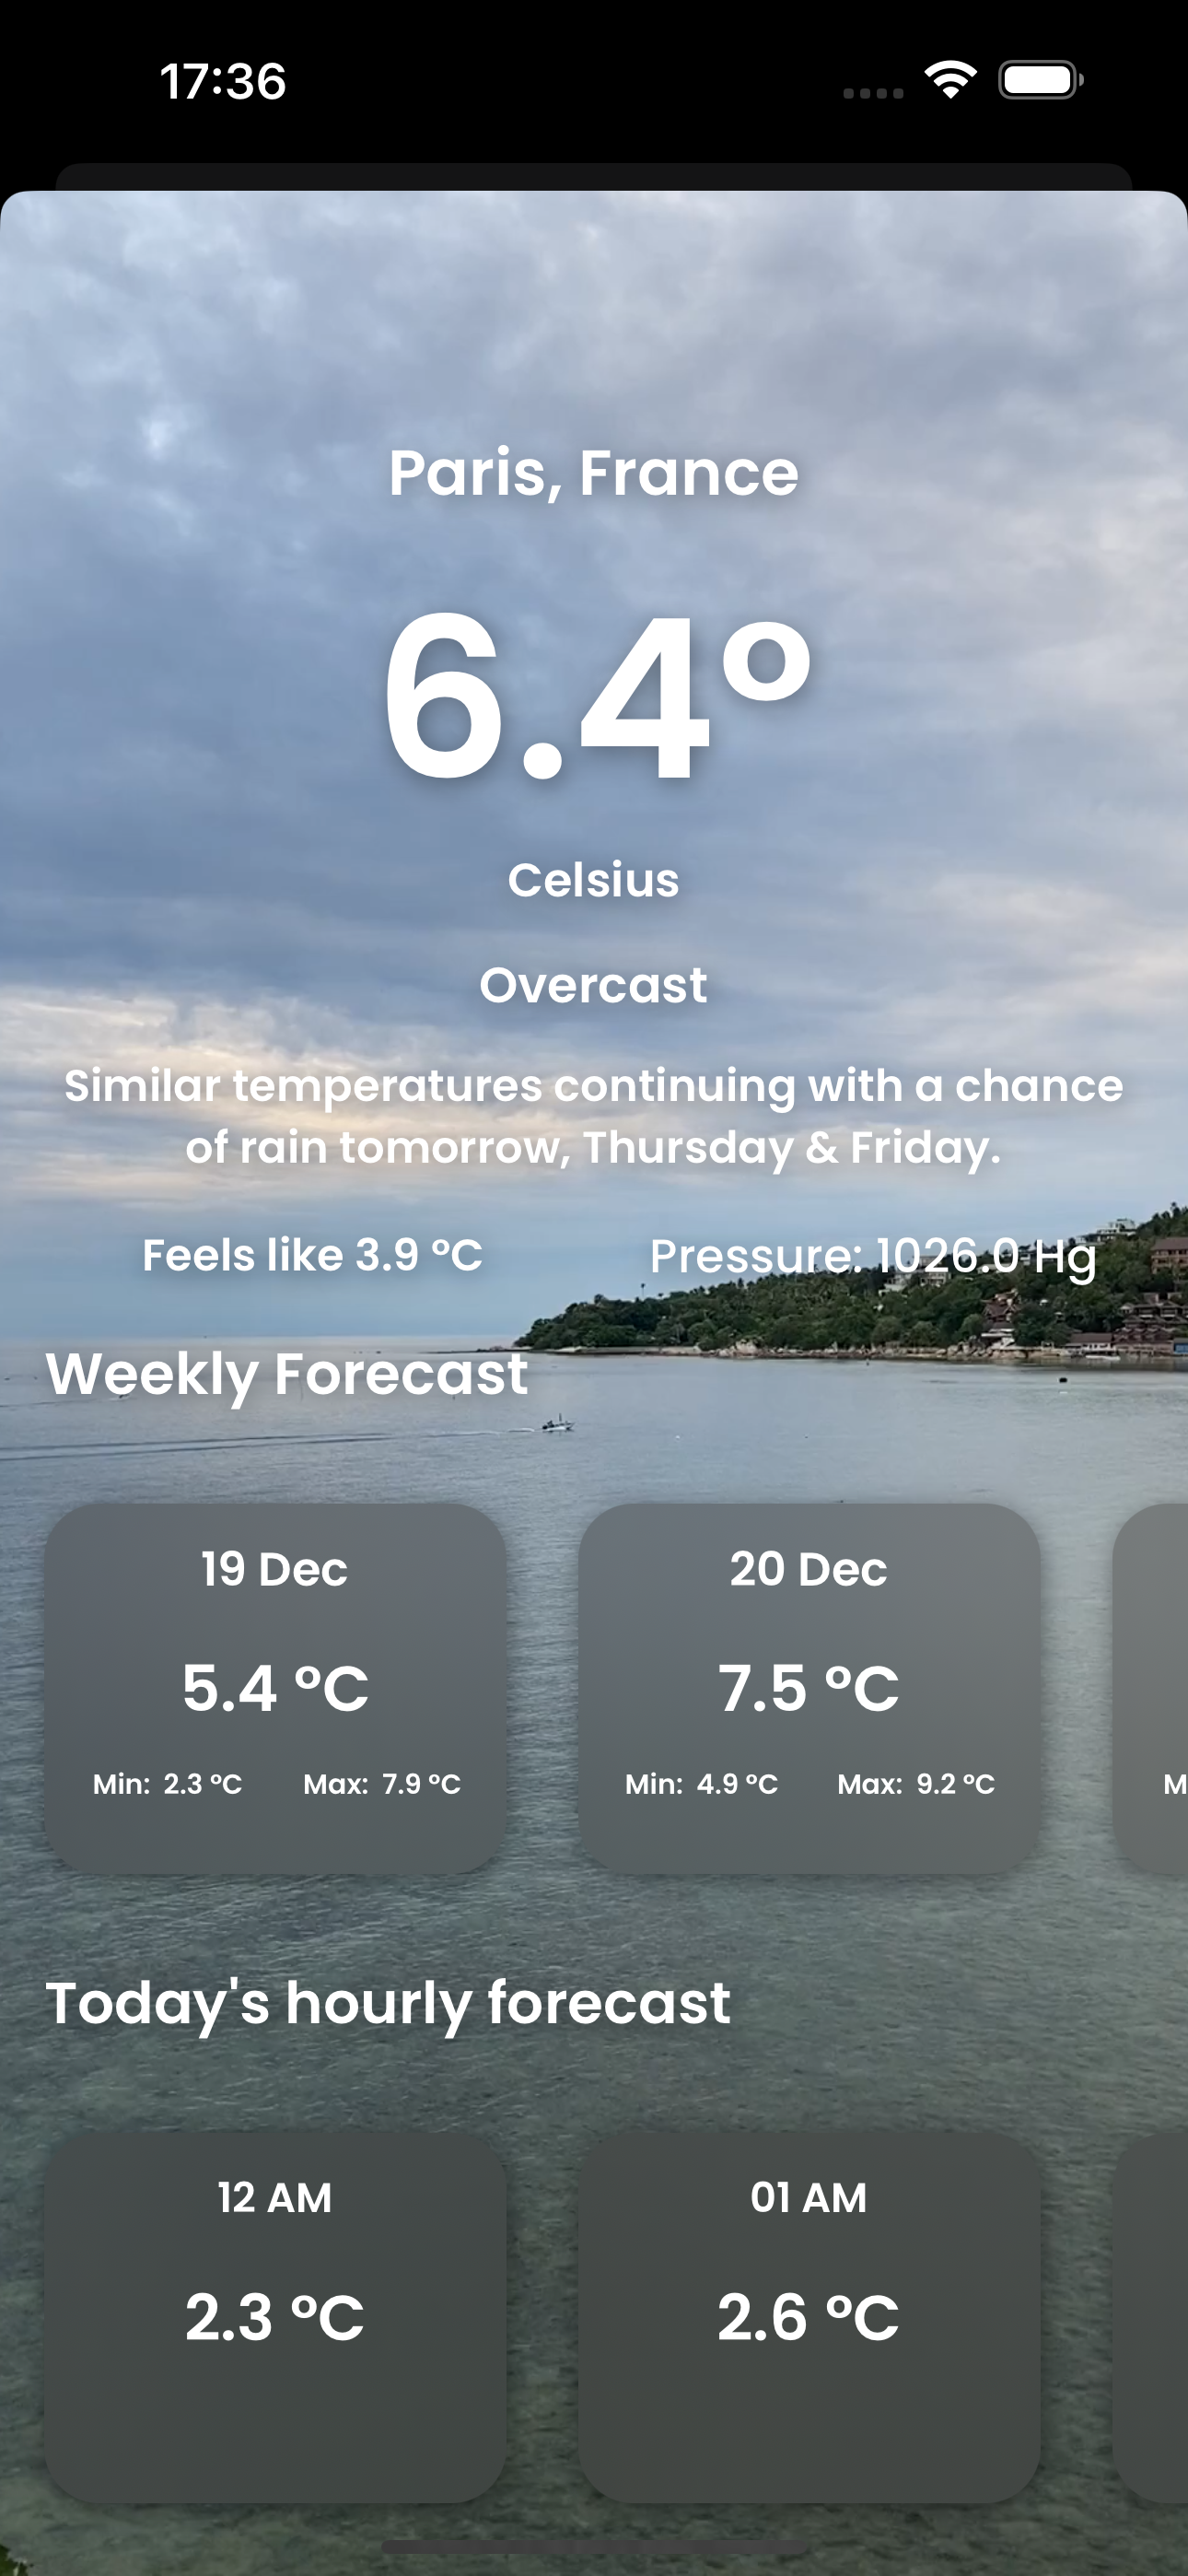 17:36
Paris, France
6.4°
Celsius
Overcast
Similar temperatures continuing with a chance
of rain tomorrow, Thursday & Friday.
Feels like 3.9 °C Pressure: 1026.0 Hg
Weekly Forecast
19 Dec 20 Dec
5.4 °C 7.5 °C
Min: 2.3 °C Max: 7.9 °C Min: 4.9 °C Max: 9.2 °C M
Today's hourly forecast
12 AM 01 AM
2.3 °C 2.6 °C